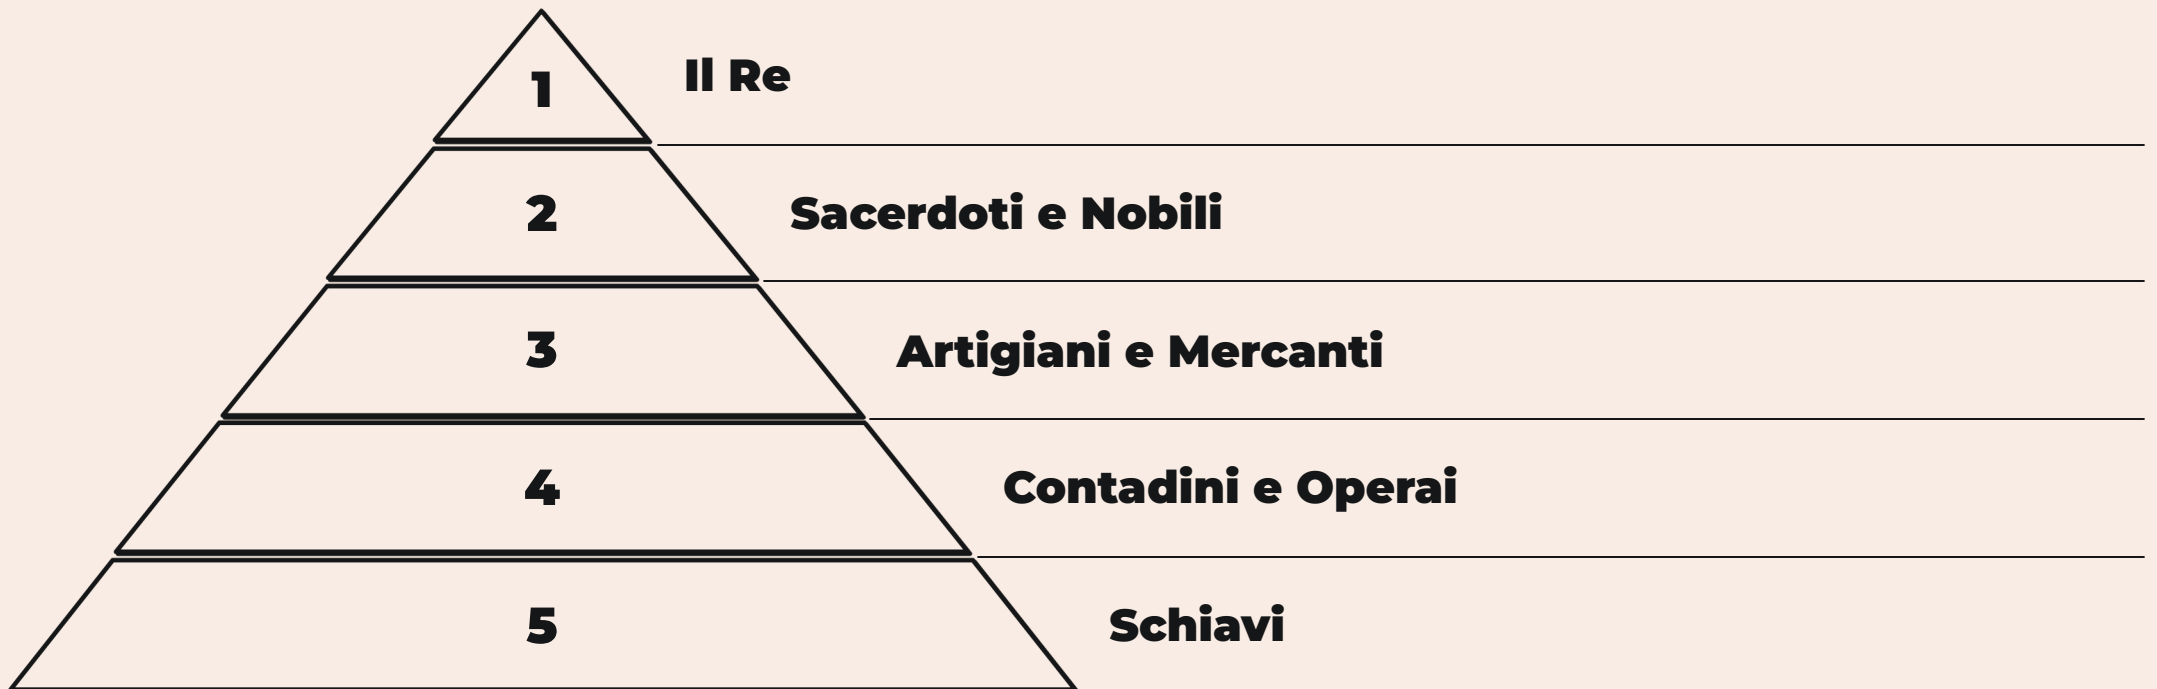 1
Il Re
2
Sacerdoti e Nobili
3
Artigiani e Mercanti
4
Contadini e Operai
5
Schiavi